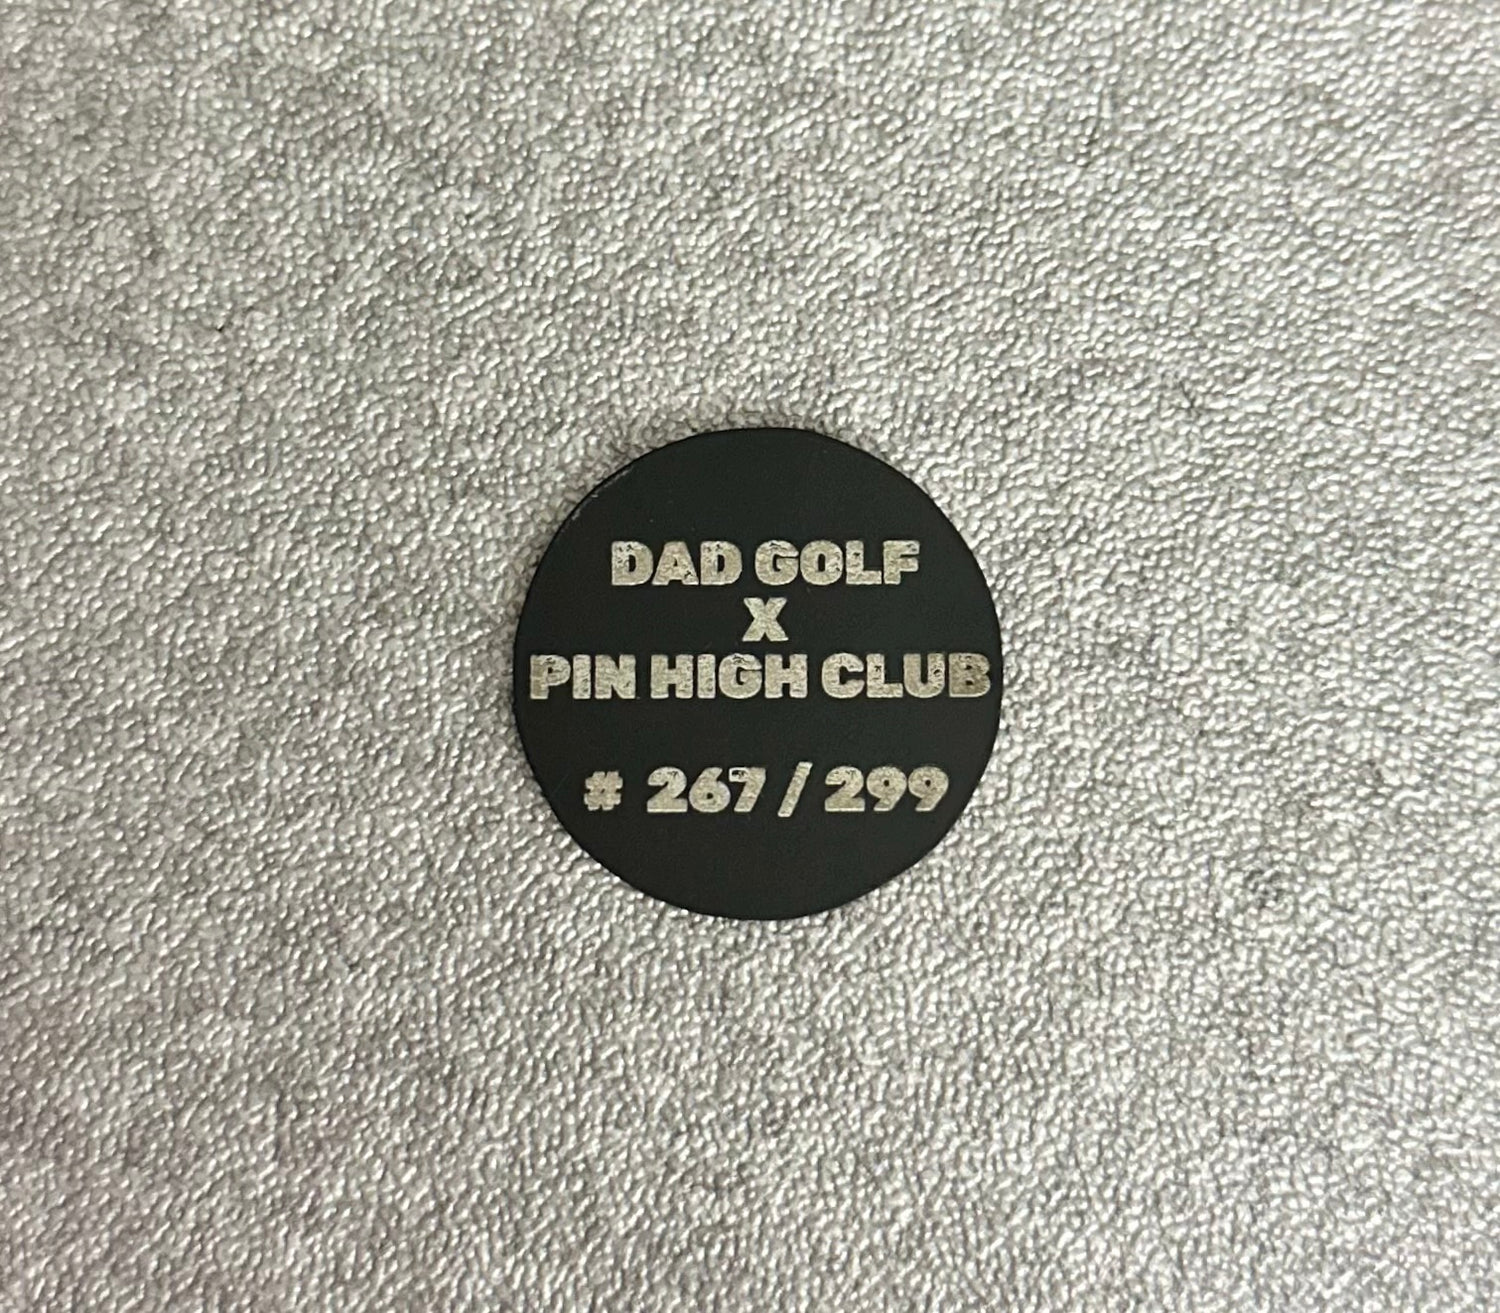 DAD GOLF
X
PIN HIGH CLUB
# 267 / 299